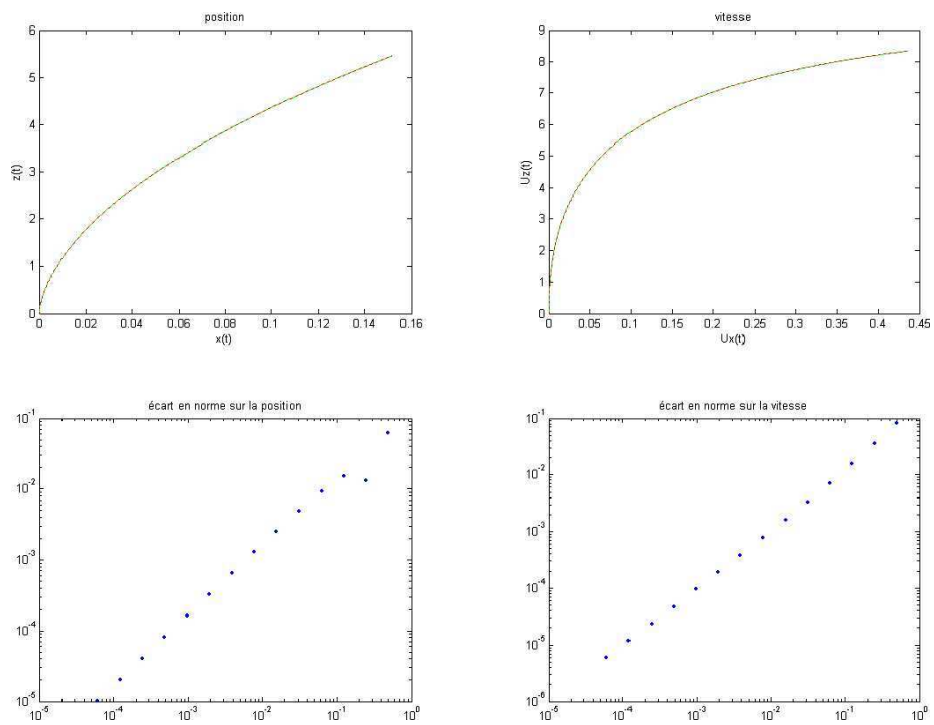 position
6
5
4
3
2
1
0
z(t)
0 0.02 0.04 0.06 0.08 0.1 0.12 0.14 0.16
x(t)
vitesse
9
8
7
6
5
4
3
2
1
0
Uz(t)
0 0.05 0.1 0.15 0.2 0.25 0.3 0.35 0.4 0.45
Ux(t)
écart en norme sur la position
10^-1
10^-2
10^-3
10^-4
10^-5
10^-5 10^-4 10^-3 10^-2 10^-1 10^0
écart en norme sur la vitesse
10^-1
10^-2
10^-3
10^-4
10^-5
10^-6
10^-5 10^-4 10^-3 10^-2 10^-1 10^0